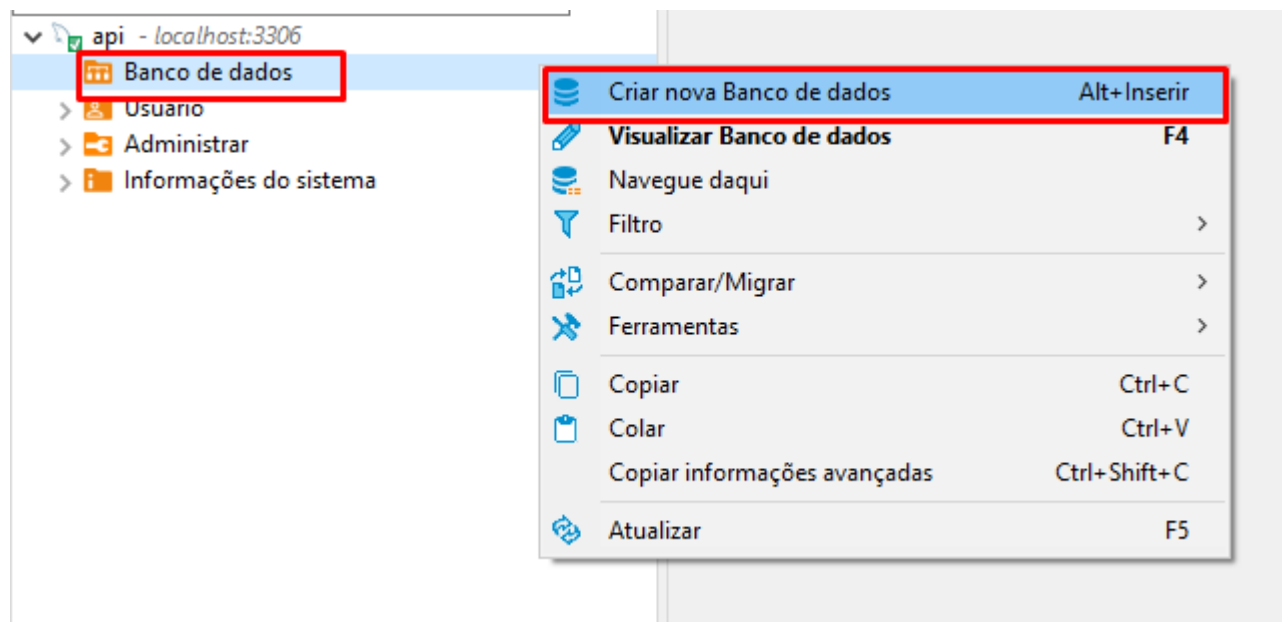 api - localhost:3306
Banco de dados
Usuário
Administrar
Informações do sistema
Criar nova Banco de dados Alt+Inserir
Visualizar Banco de dados F4
Navegue daqui
Filtro
Comparar/Migrar
Ferramentas
Copiar Ctrl+C
Colar Ctrl+V
Copiar informações avançadas Ctrl+Shift+C
Atualizar F5